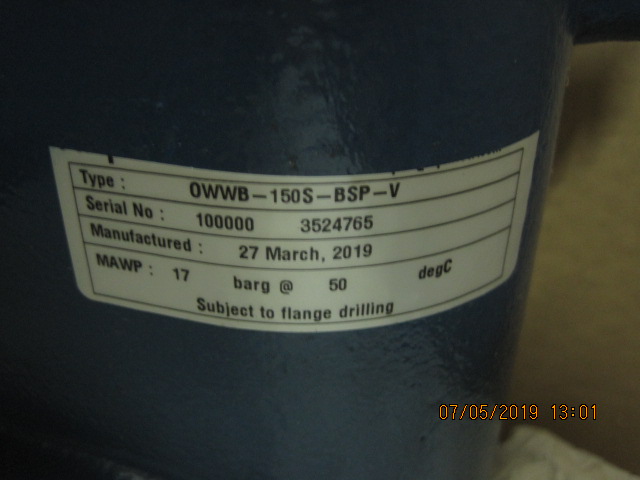 Type : OWWB-150S-BSP-V
Serial No : 100000 3524765
Manufactured : 27 March, 2019
MAWP : 17 barg @ 50 degC
Subject to flange drilling
07/05/2019 13:01